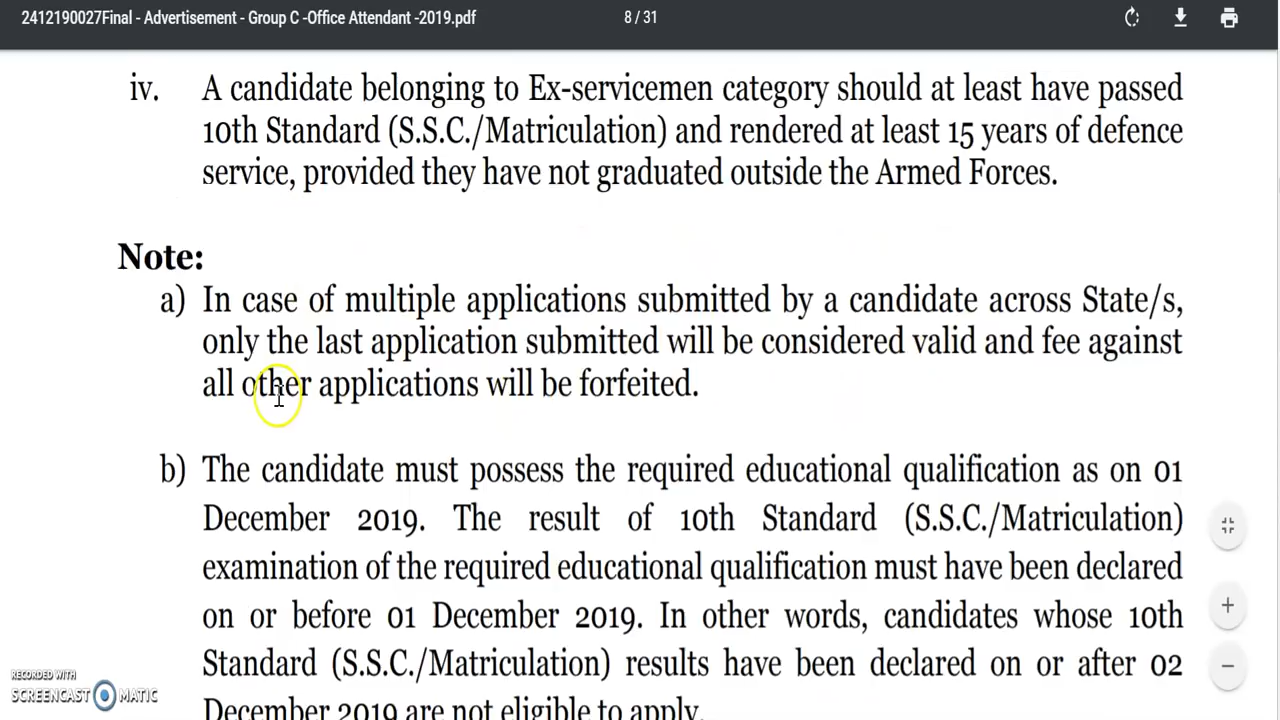 2412190027Final - Advertisement - Group C -Office Attendant -2019.pdf
8 / 31
iv. A candidate belonging to Ex-servicemen category should at least have passed
10th Standard (S.S.C./Matriculation) and rendered at least 15 years of defence
service, provided they have not graduated outside the Armed Forces.
Note:
a) In case of multiple applications submitted by a candidate across State/s,
only the last application submitted will be considered valid and fee against
all other applications will be forfeited.
b) The candidate must possess the required educational qualification as on 01
December 2019. The result of 10th Standard (S.S.C./Matriculation)
examination of the required educational qualification must have been declared
on or before 01 December 2019. In other words, candidates whose 10th
Standard (S.S.C./Matriculation) results have been declared on or after 02
December 2019 are not eligible to apply.
RECORDED WITH
SCREENCAST MATIC